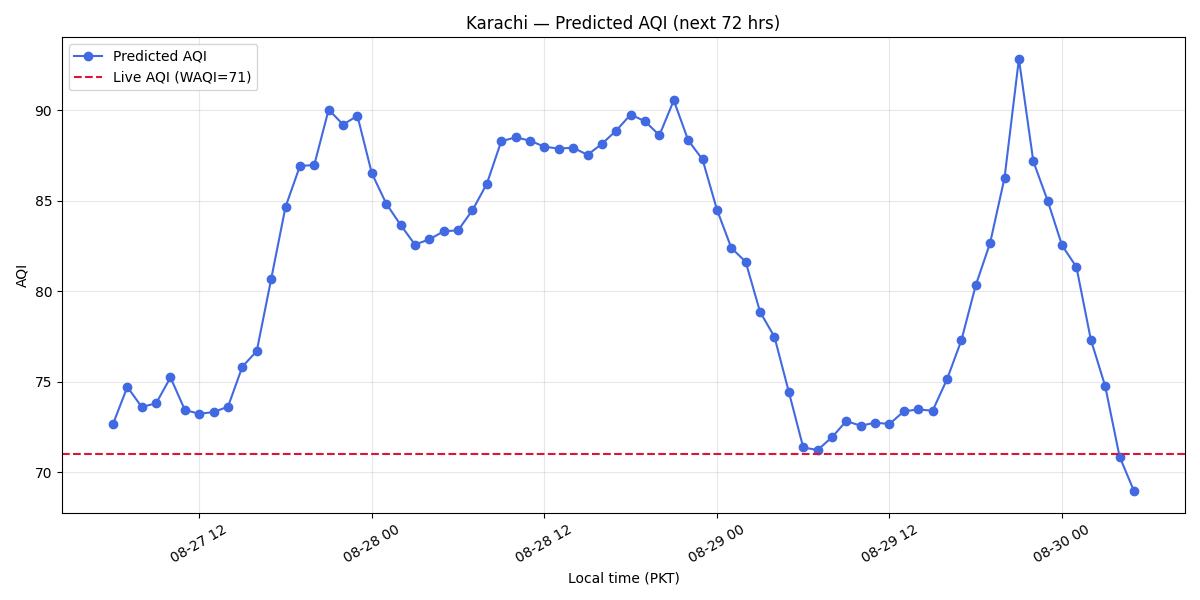 Karachi — Predicted AQI (next 72 hrs)
Predicted AQI
Live AQI (WAQI=71)
AQI
90
85
80
75
70
08-27 12
08-28 00
08-28 12
08-29 00
08-29 12
08-30 00
Local time (PKT)